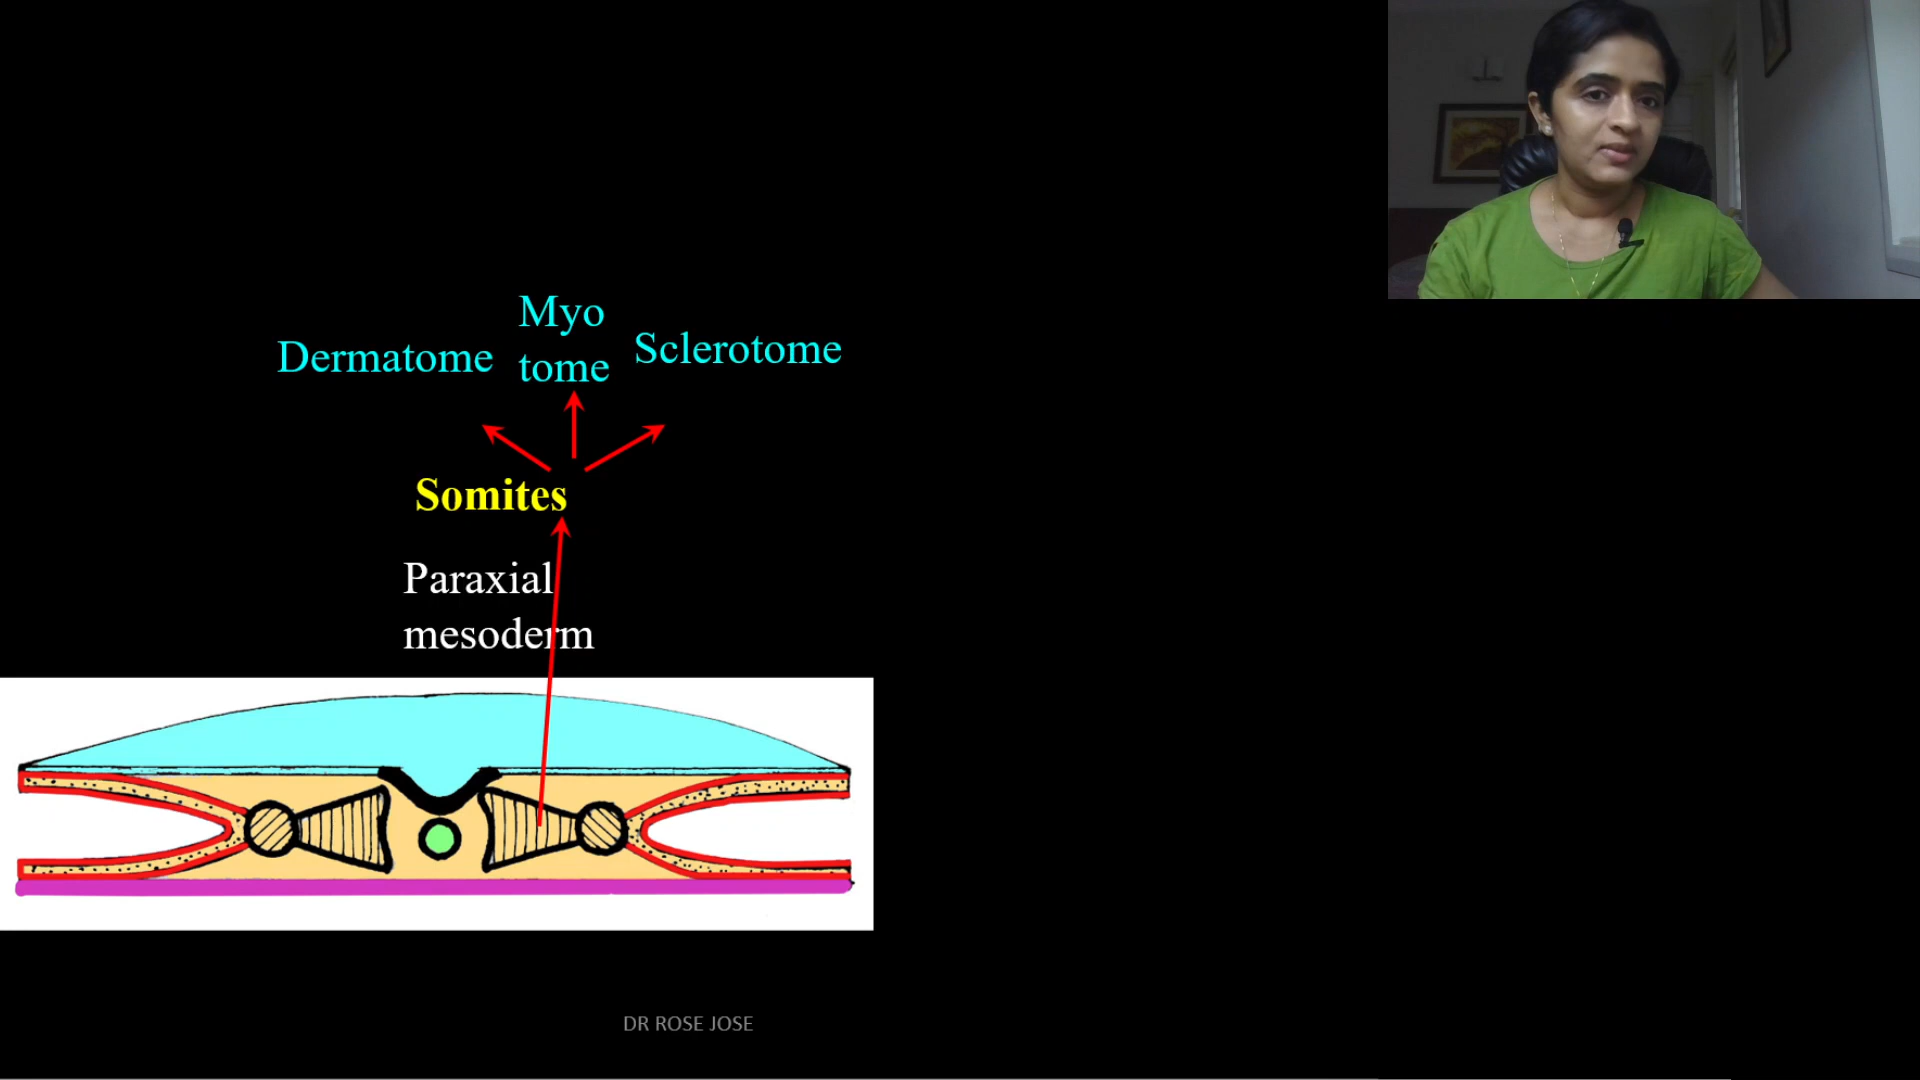 Myo
tome
Dermatome
Sclerotome
Somites
Paraxial
mesoderm
DR ROSE JOSE